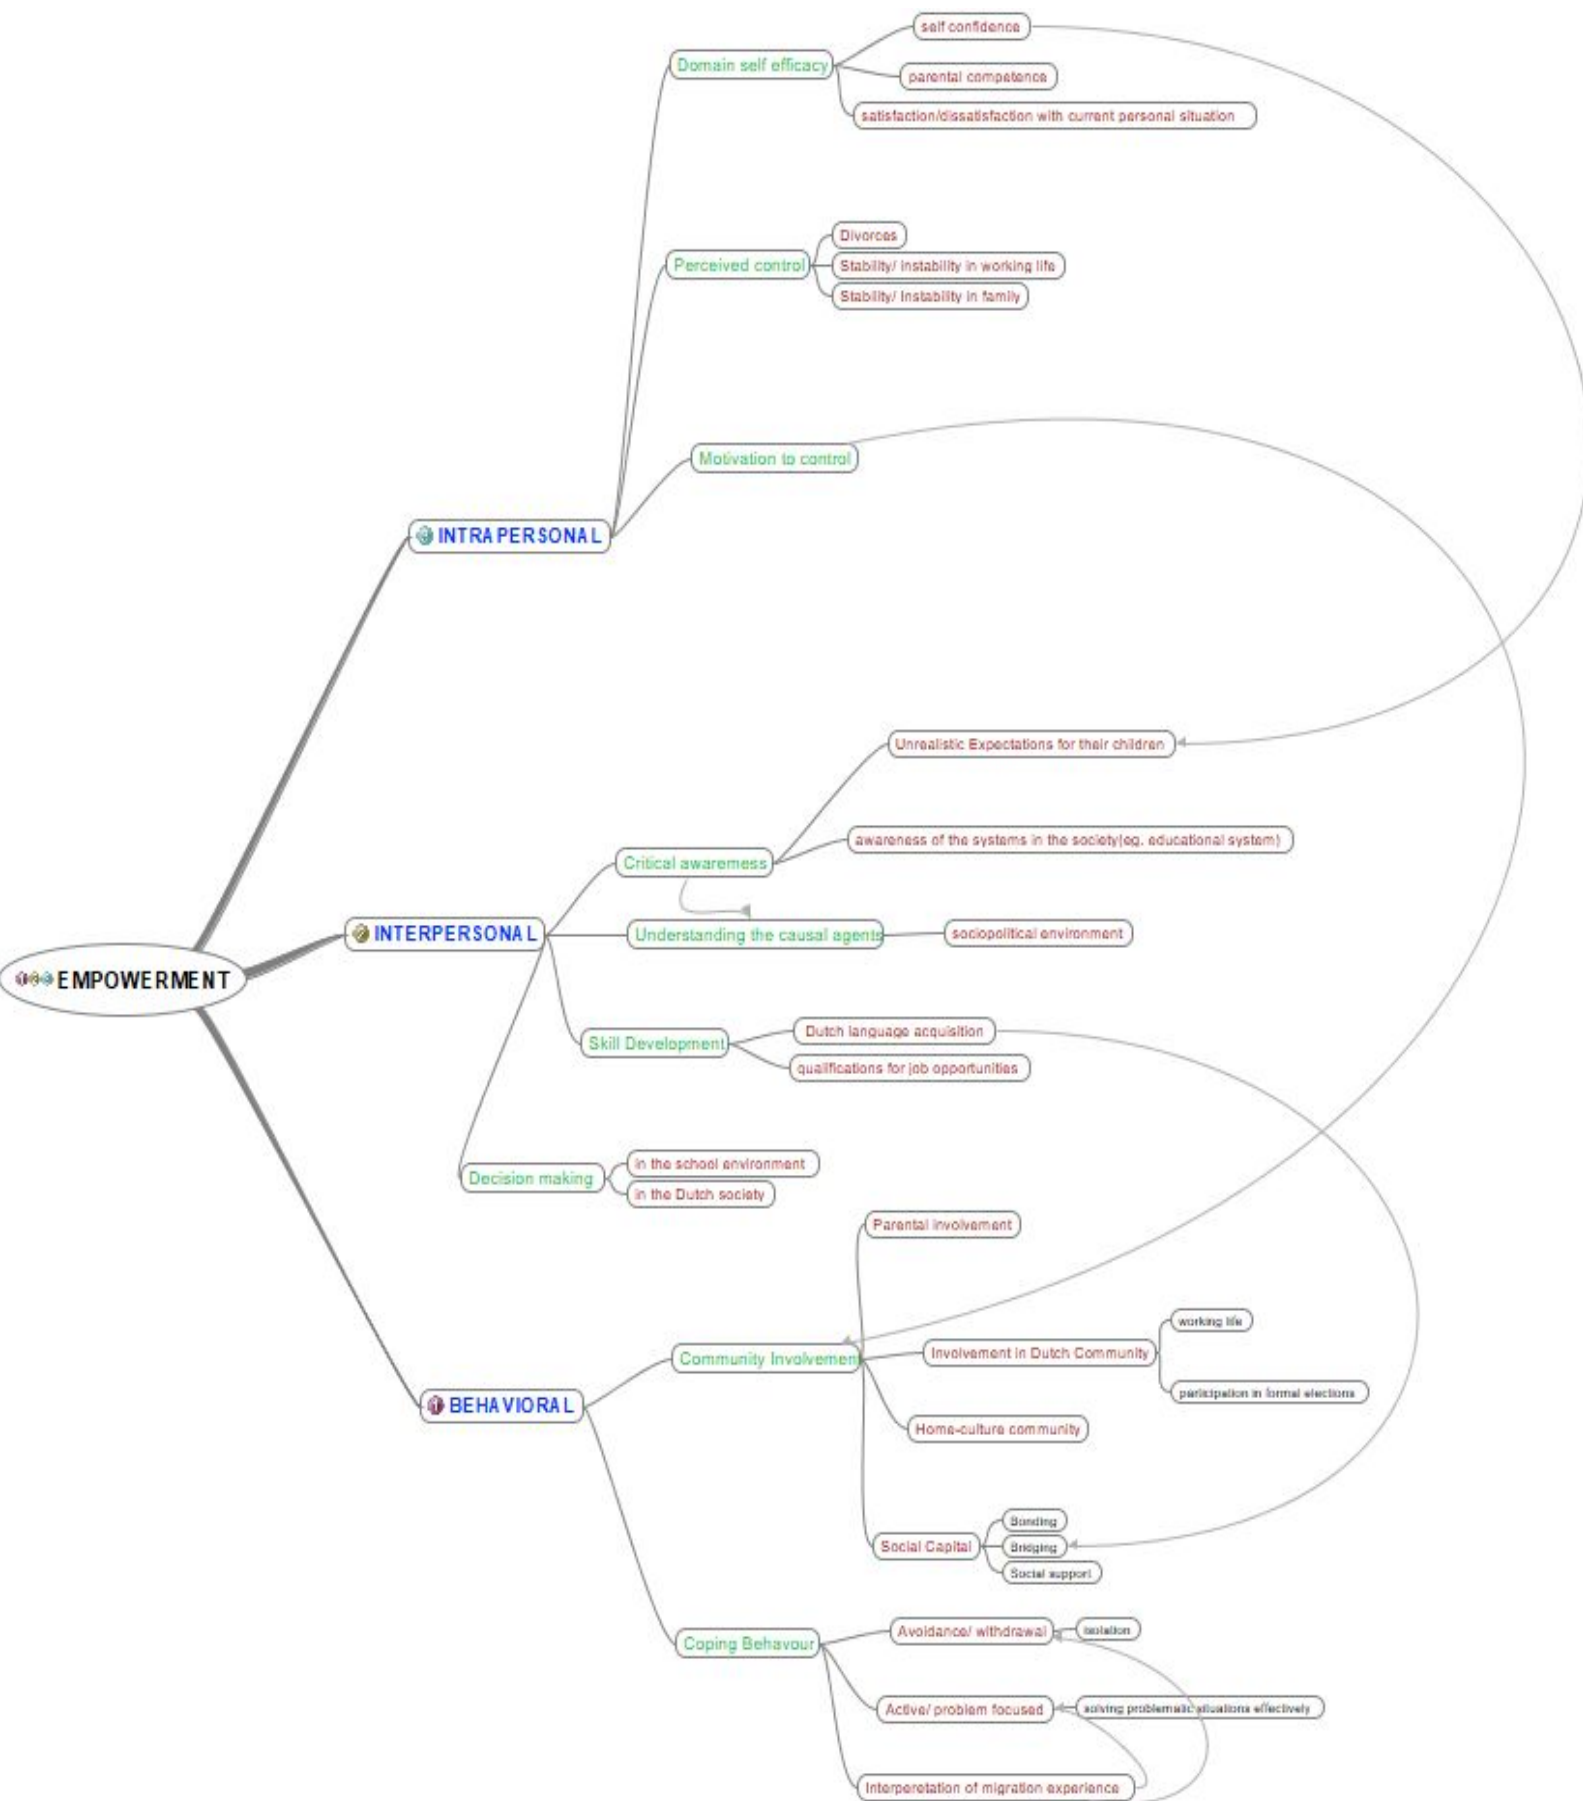 self confidence
Domain self efficacy
parental competence
satisfaction/dissatisfaction with current personal situation
Divorces
Perceived control
Stability/ instability in working life
Stability/ Instability in family
Motivation to control
INTRAPERSONAL
Unrealistic Expectations for their children
awareness of the systems in the society(eg. educational system)
Critical awareness
INTERPERSONAL
Understanding the causal agents
sociopolitical environment
EMPOWERMENT
Dutch language acquisition
Skill Development
qualifications for job opportunities
in the school environment
Decision making
in the Dutch society
Parental involvement
working life
Community Involvement
Involvement in Dutch Community
participation in formal elections
BEHAVIORAL
Home-culture community
Bonding
Social Capital
Bridging
Social support
Avoidance/ withdrawal
isolation
Coping Behavour
Active/ problem focused
solving problematic situations effectively
Interperetation of migration experience